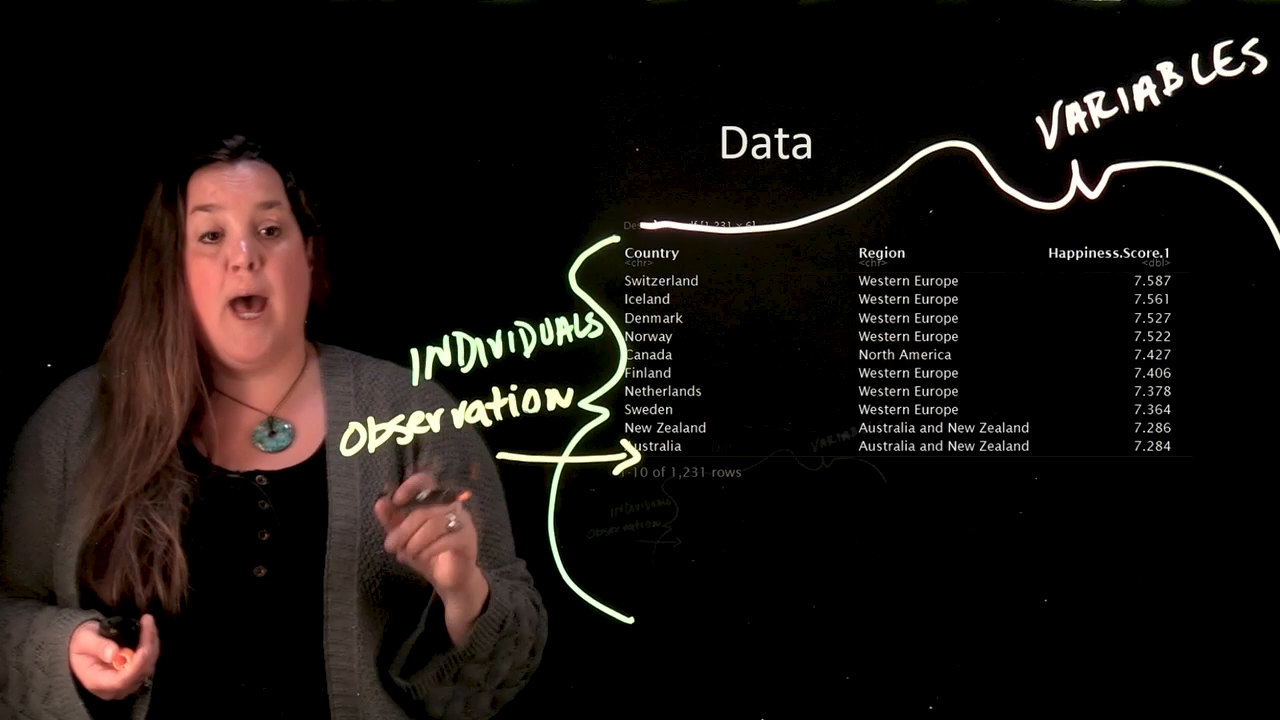 VARIABLES
Data
Country Region Happiness.Score.1
<chr> <chr> <dbl>
Switzerland Western Europe 7.587
Iceland Western Europe 7.561
Denmark Western Europe 7.527
Norway Western Europe 7.522
Canada North America 7.427
Finland Western Europe 7.406
Netherlands Western Europe 7.378
Sweden Western Europe 7.364
New Zealand Australia and New Zealand 7.286
Australia Australia and New Zealand 7.284
1-10 of 1,231 rows
INDIVIDUALS
Observation